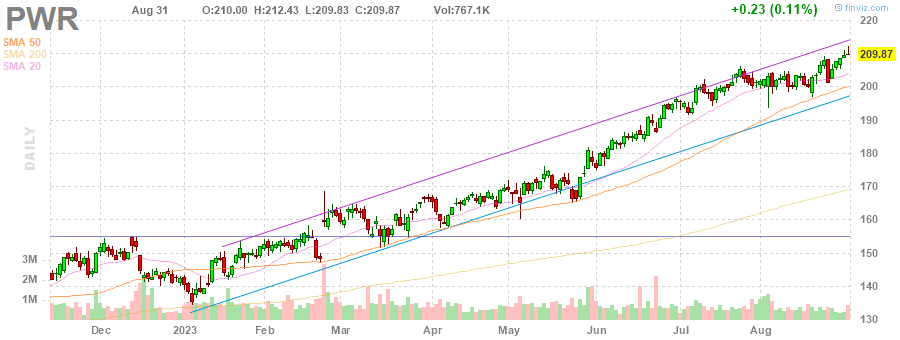 PWR Aug 31 O:210.00 H:212.43 L:209.83 C:209.87 Vol:767.1K +0.23 (0.11%) © finviz.com
220
SMA 50
SMA 200
SMA 20
210
209.87
200
190
DAILY
180
170
160
150
3M
2M
140
1M
130
Dec 2023 Feb Mar Apr May Jun Jul Aug